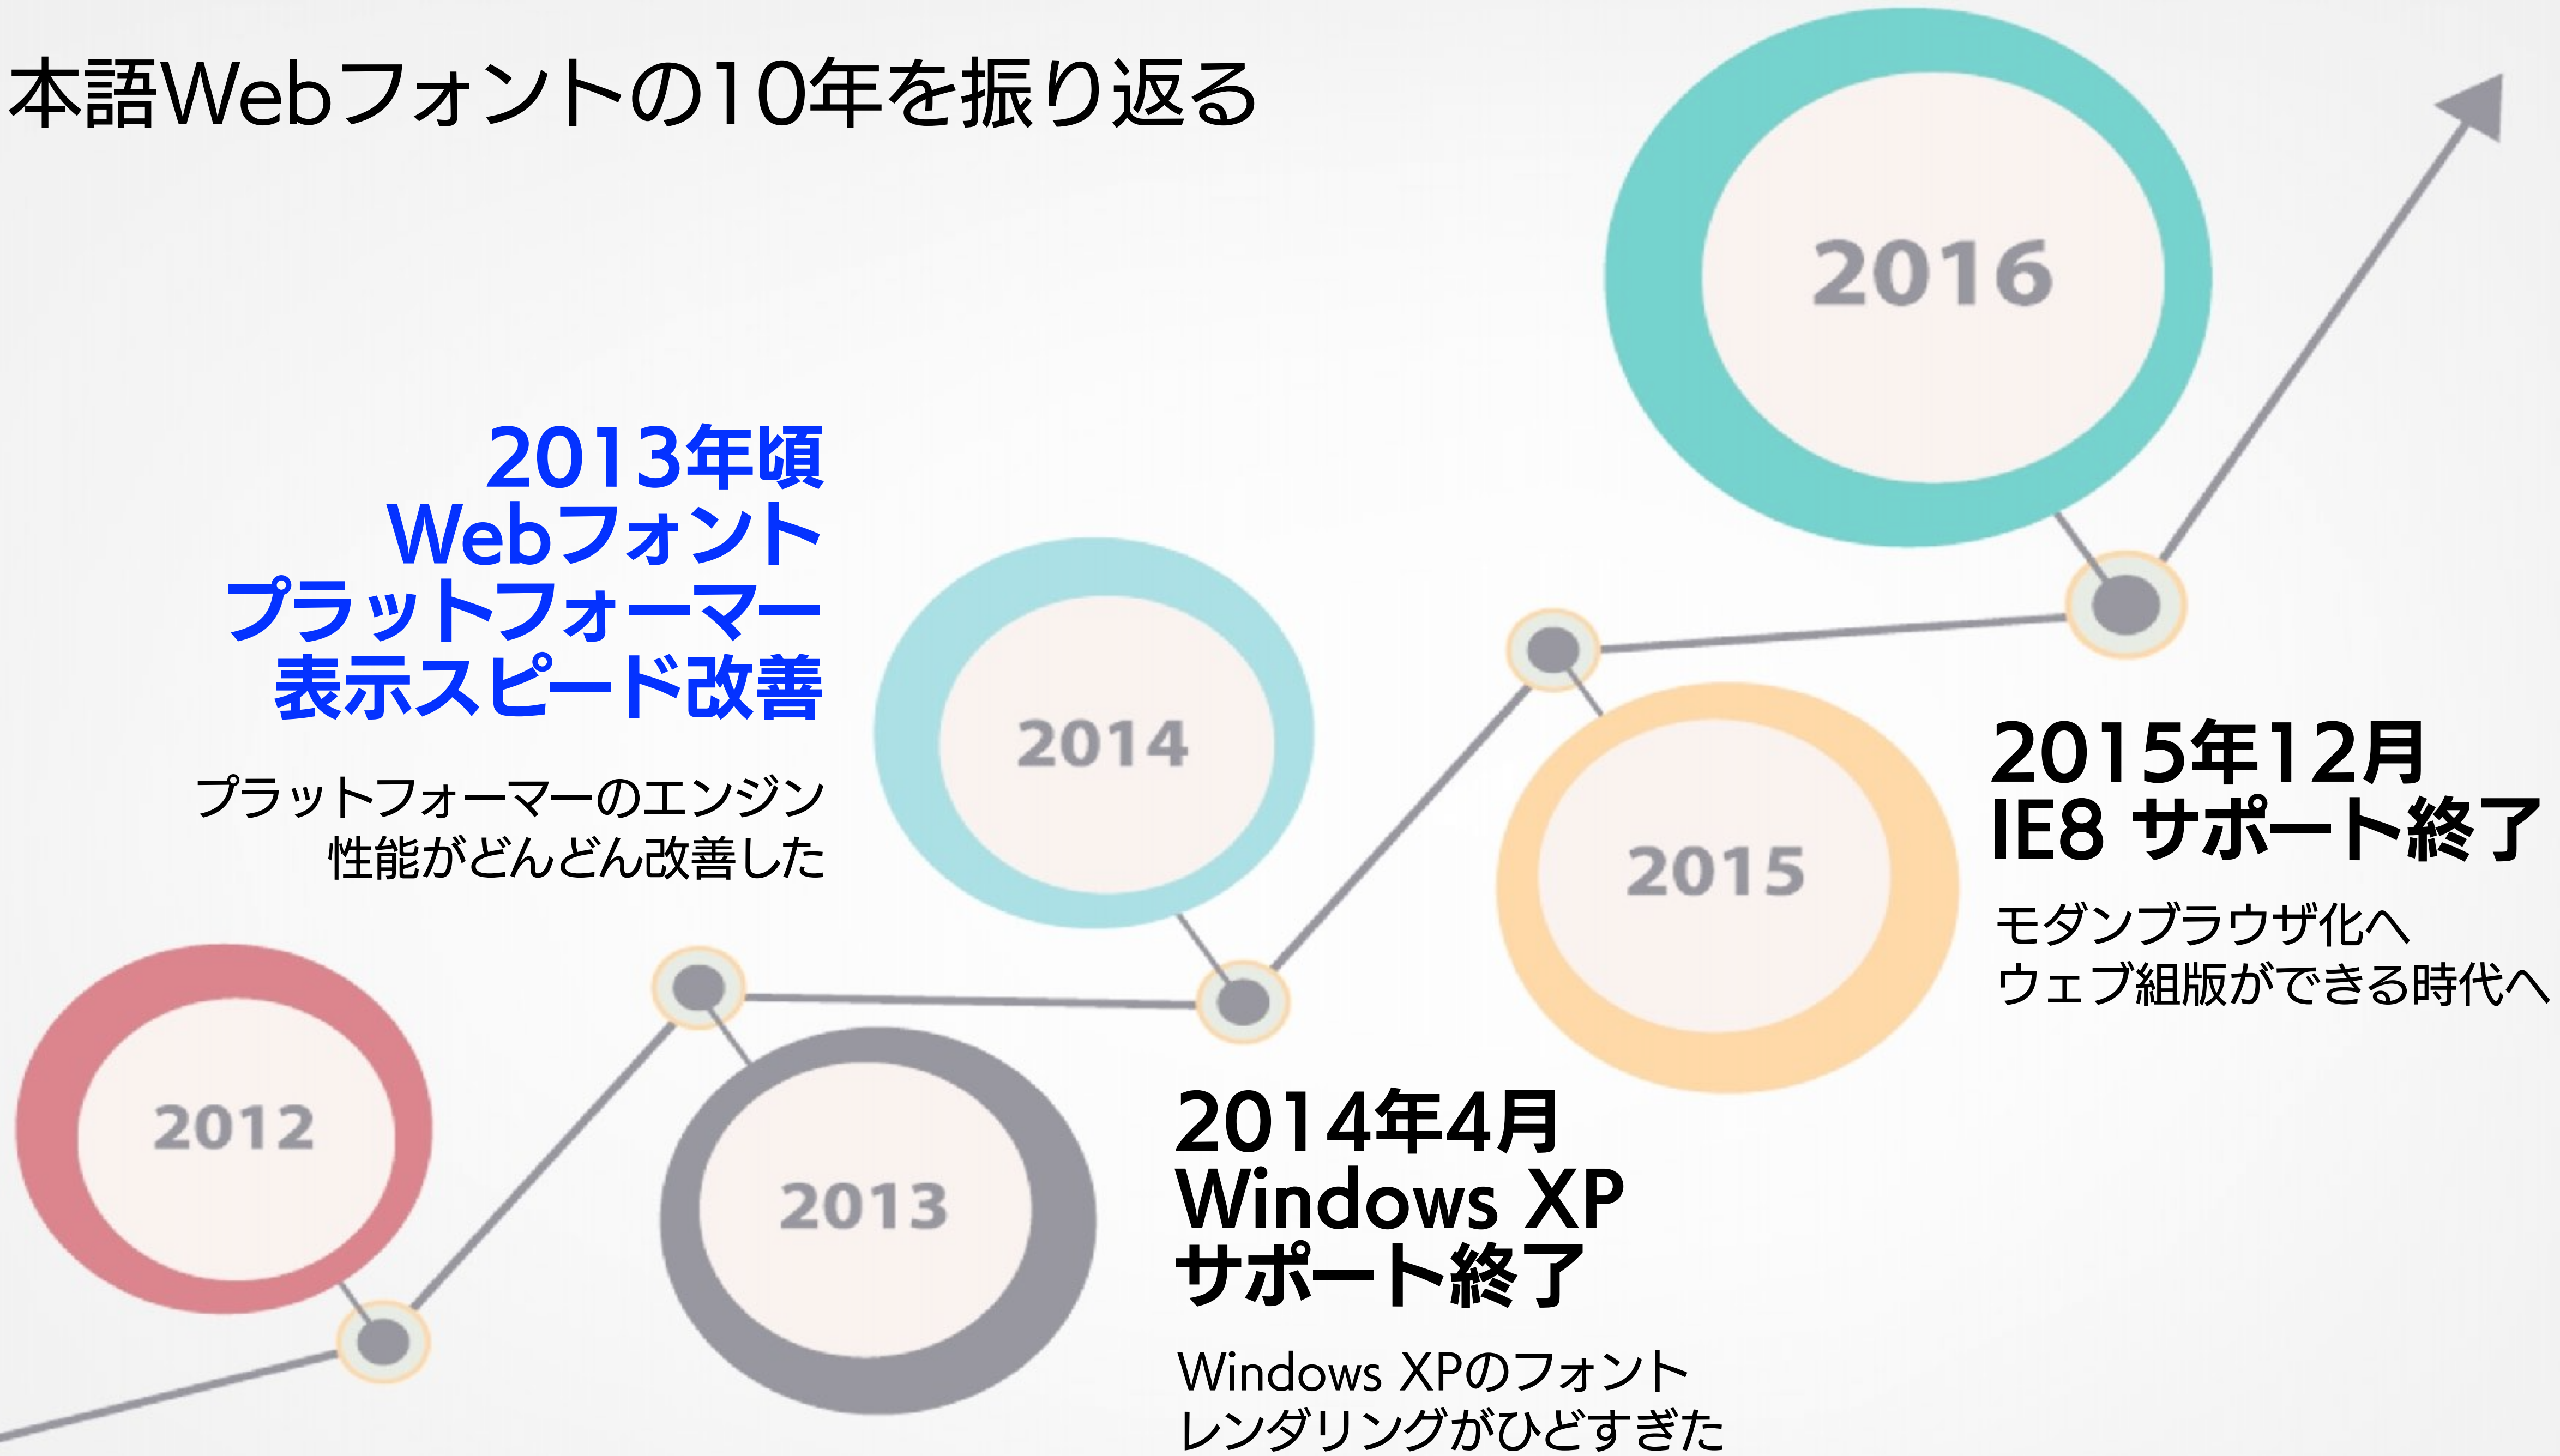 本語Webフォントの10年を振り返る
2016
2013年頃
Webフォント
プラットフォーマー
表示スピード改善
プラットフォーマーのエンジン
性能がどんどん改善した
2014
2015
2015年12月
IE8 サポート終了
モダンブラウザ化へ
ウェブ組版ができる時代へ
2012
2013
2014年4月
Windows XP
サポート終了
Windows XPのフォント
レンダリングがひどすぎた